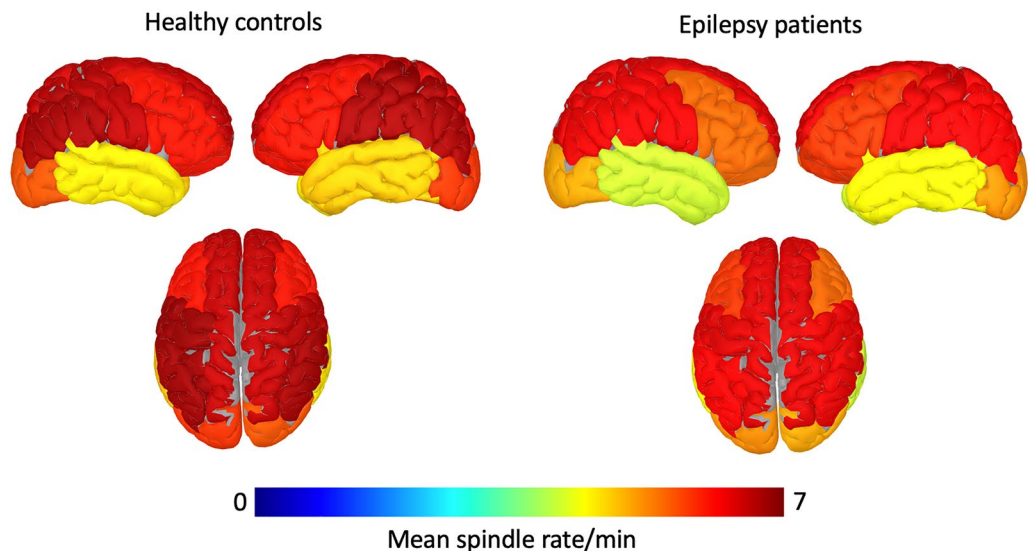 Healthy controls
Epilepsy patients
0
7
Mean spindle rate/min